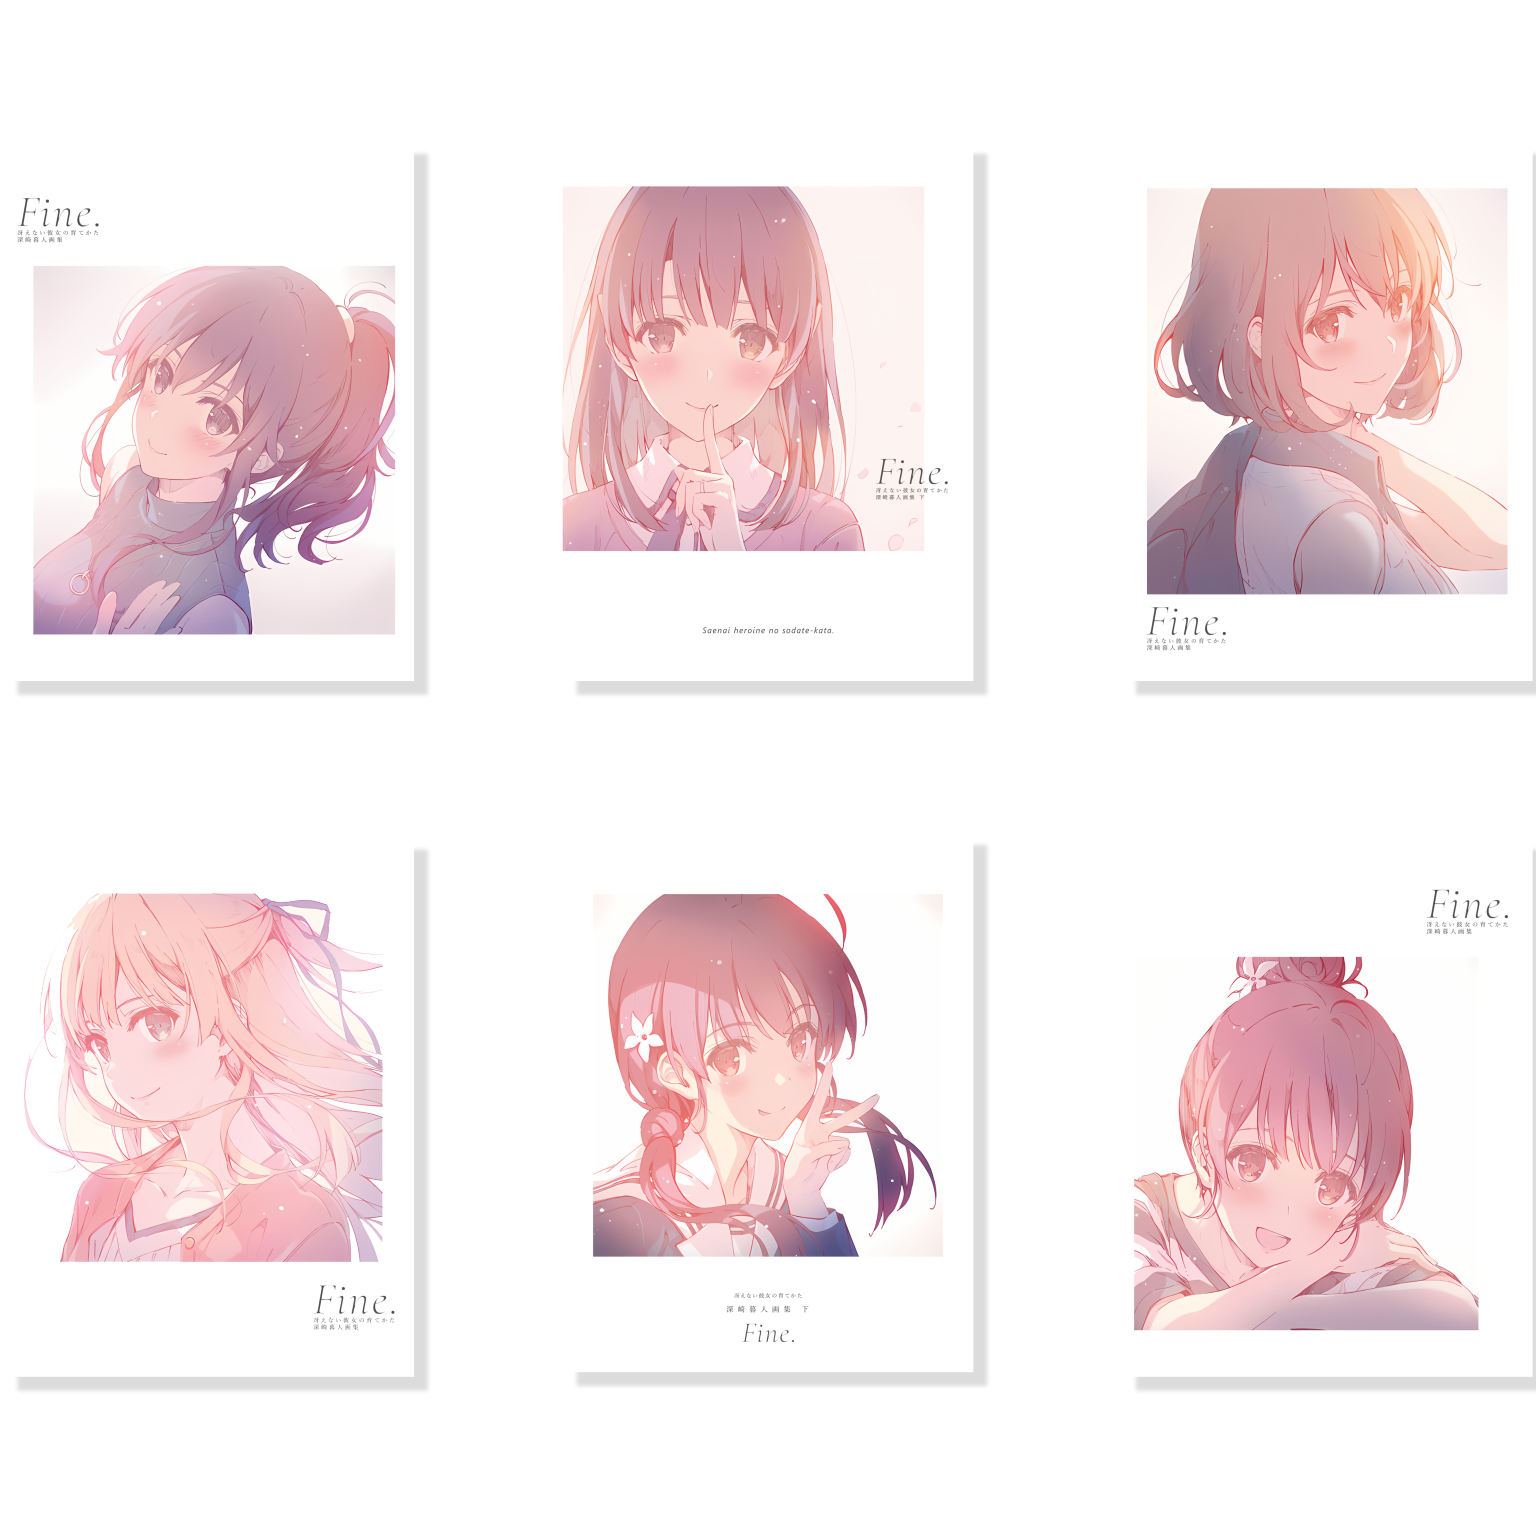 Fine.
冴えない彼女の育てかた
深崎暮人画集
Fine.
冴えない彼女の育てかた
深崎暮人画集 下
Saenai heroine no sodate-kata.
Fine.
冴えない彼女の育てかた
深崎暮人画集
Fine.
冴えない彼女の育てかた
深崎暮人画集
冴えない彼女の育てかた
深崎暮人画集 下
Fine.
Fine.
冴えない彼女の育てかた
深崎暮人画集